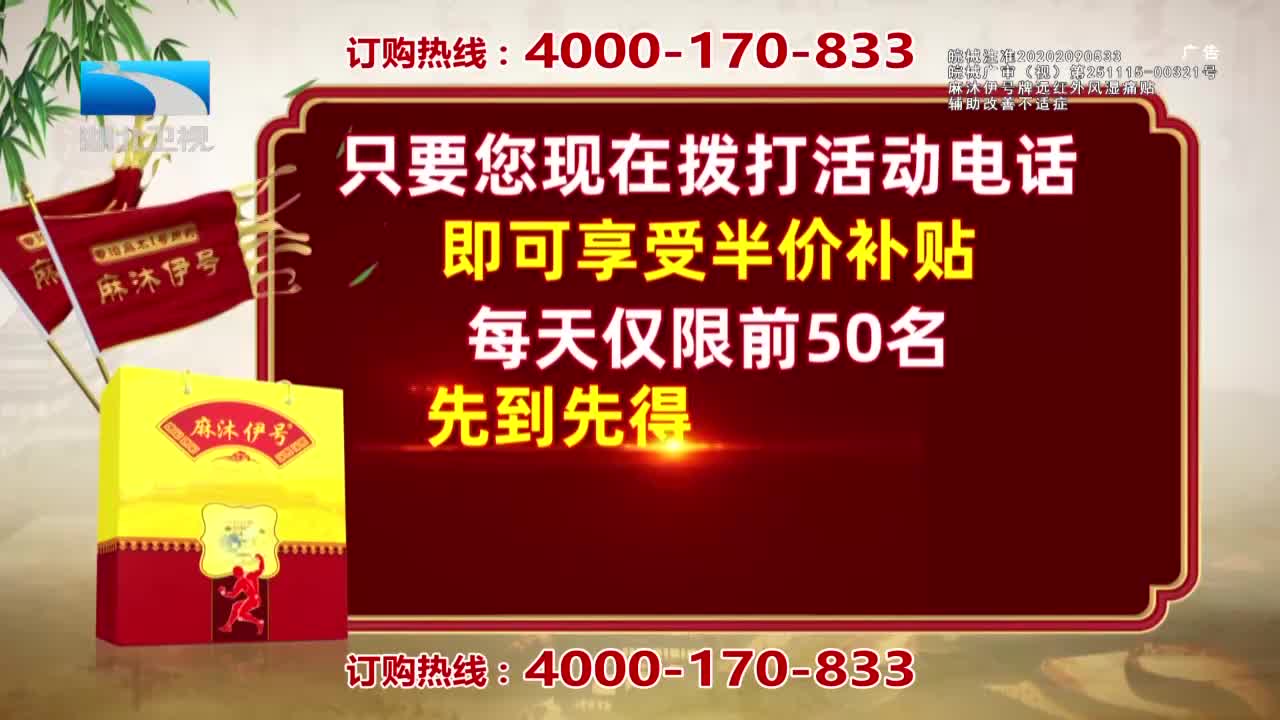 订购热线：4000-170-833
皖械注准20202090533
广告
皖械广审（视）第251115-00321号
麻沐伊号牌远红外风湿痛贴
辅助改善不适症
湖北卫视
只要您现在拨打活动电话
即可享受半价补贴
每天仅限前50名
先到先得
麻沐伊号
麻沐伊号
订购热线：4000-170-833